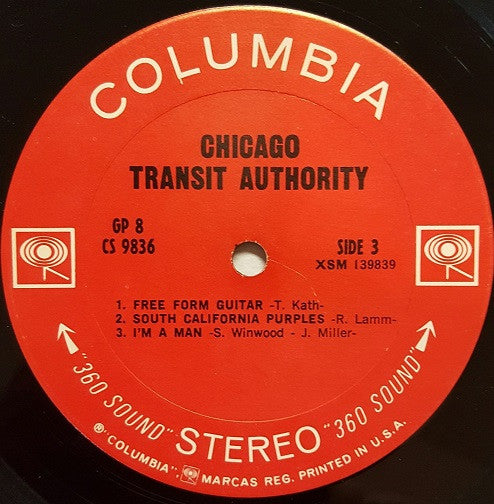 COLUMBIA
CHICAGO
TRANSIT AUTHORITY
GP 8
CS 9836
SIDE 3
XSM 139839
1. FREE FORM GUITAR -T. Kath-
2. SOUTH CALIFORNIA PURPLES -R. Lamm-
3. I'M A MAN -S. Winwood - J. Miller-
"360 SOUND" STEREO "360 SOUND"
® "COLUMBIA", MARCAS REG. PRINTED IN U.S.A.